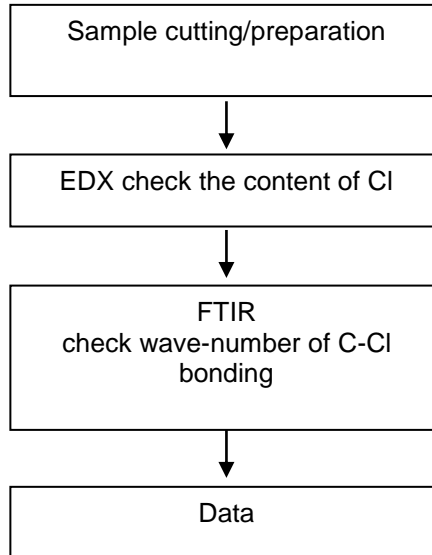 Sample cutting/preparation
EDX check the content of Cl
FTIR
check wave-number of C-Cl
bonding
Data